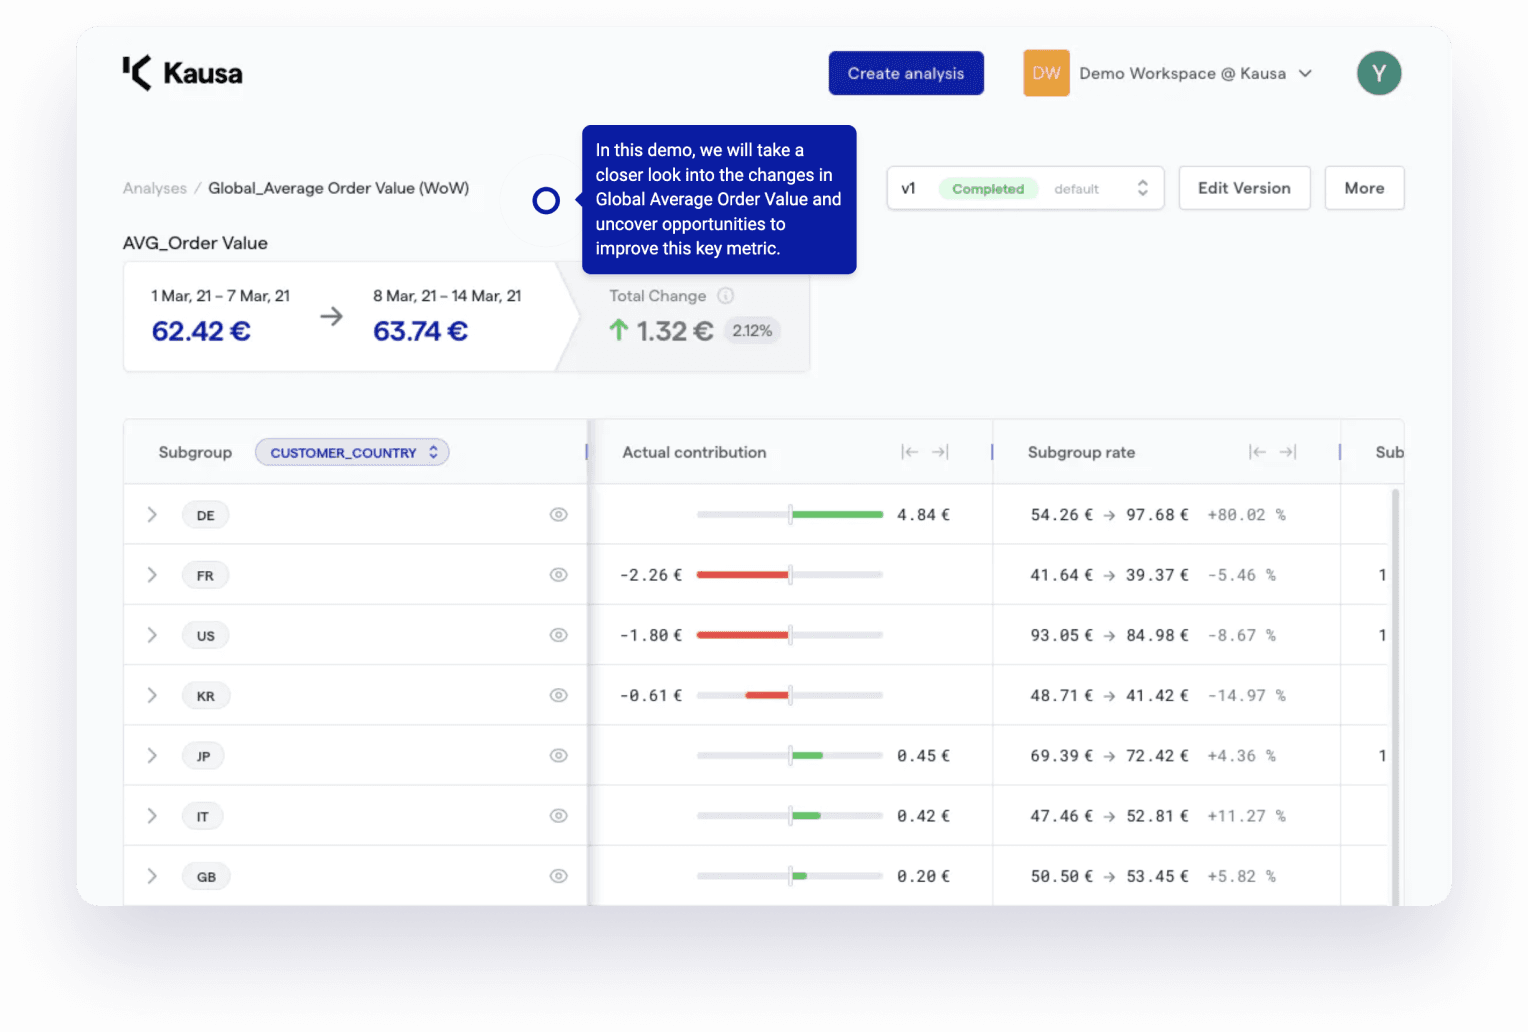 Kausa
Create analysis
DW
Demo Workspace @ Kausa
Y
In this demo, we will take a
closer look into the changes in
Global Average Order Value and
uncover opportunities to
improve this key metric.
Analyses / Global_Average Order Value (WoW)
v1 Completed default
Edit Version
More
AVG_Order Value
1 Mar, 21 – 7 Mar, 21
62.42 €
→
8 Mar, 21 – 14 Mar, 21
63.74 €
Total Change
↑ 1.32 € 2.12%
Subgroup CUSTOMER_COUNTRY Actual contribution Subgroup rate Sub
DE 4.84 € 54.26 € → 97.68 € +80.02 %
FR -2.26 € 41.64 € → 39.37 € -5.46 % 1
US -1.80 € 93.05 € → 84.98 € -8.67 % 1
KR -0.61 € 48.71 € → 41.42 € -14.97 %
JP 0.45 € 69.39 € → 72.42 € +4.36 % 1
IT 0.42 € 47.46 € → 52.81 € +11.27 %
GB 0.20 € 50.50 € → 53.45 € +5.82 %